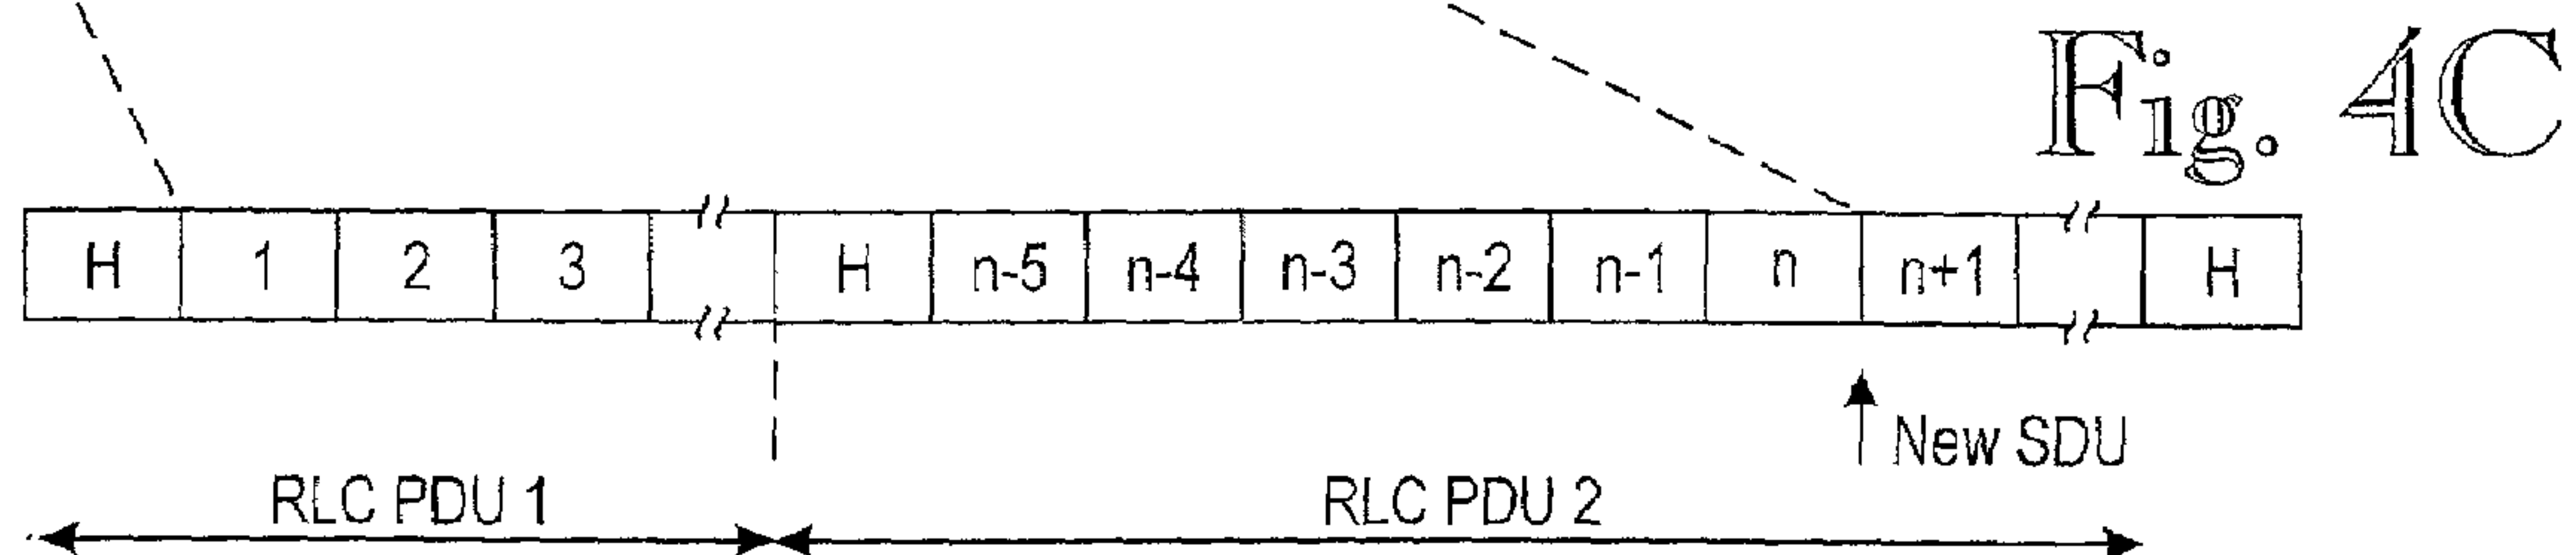 Fig. 4C
H 1 2 3 H n-5 n-4 n-3 n-2 n-1 n n+1 H
New SDU
RLC PDU 1 RLC PDU 2